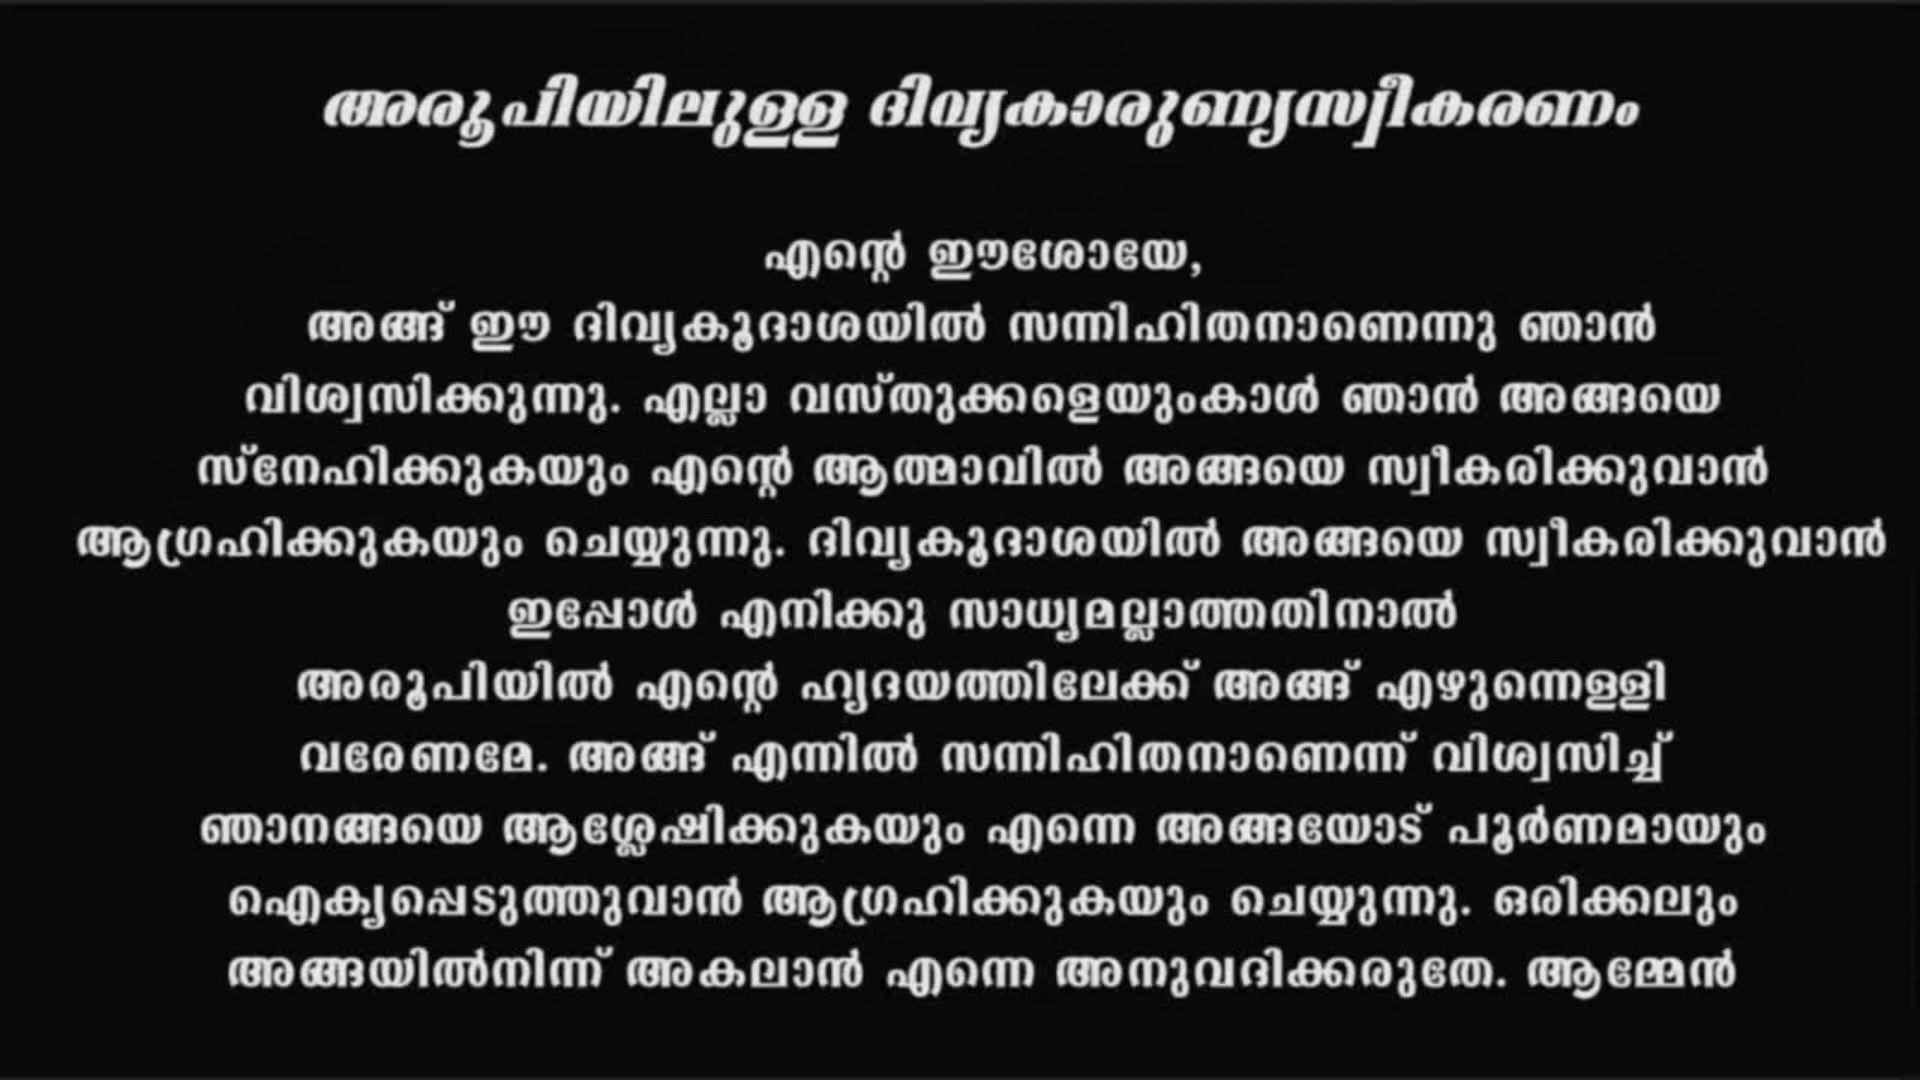 അരൂപിയിലുള്ള ദിവ്യകാരുണ്യസ്വീകരണം
എന്റെ ഈശോയേ,
അങ്ങ് ഈ ദിവ്യകൂദാശയിൽ സന്നിഹിതനാണെന്നു ഞാൻ
വിശ്വസിക്കുന്നു. എല്ലാ വസ്തുക്കളെയുംകാൾ ഞാൻ അങ്ങയെ
സ്നേഹിക്കുകയും എന്റെ ആത്മാവിൽ അങ്ങയെ സ്വീകരിക്കുവാൻ
ആഗ്രഹിക്കുകയും ചെയ്യുന്നു. ദിവ്യകൂദാശയിൽ അങ്ങയെ സ്വീകരിക്കുവാൻ
ഇപ്പോൾ എനിക്കു സാധ്യമല്ലാത്തതിനാൽ
അരൂപിയിൽ എന്റെ ഹൃദയത്തിലേക്ക് അങ്ങ് എഴുന്നെള്ളി
വരേണമേ. അങ്ങ് എന്നിൽ സന്നിഹിതനാണെന്ന് വിശ്വസിച്ച്
ഞാനങ്ങയെ ആശ്ലേഷിക്കുകയും എന്നെ അങ്ങയോട് പൂർണമായും
ഐക്യപ്പെടുത്തുവാൻ ആഗ്രഹിക്കുകയും ചെയ്യുന്നു. ഒരിക്കലും
അങ്ങയിൽനിന്ന് അകലാൻ എന്നെ അനുവദിക്കരുതേ. ആമ്മേൻ